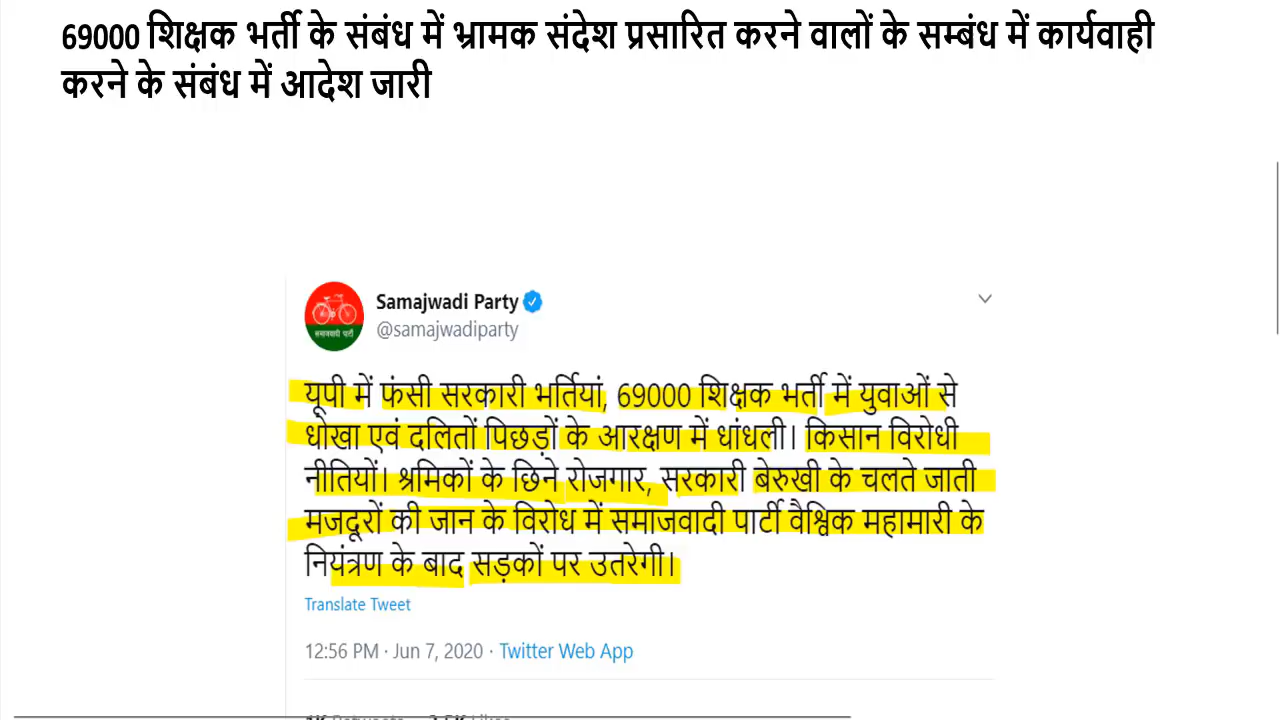 69000 शिक्षक भर्ती के संबंध में भ्रामक संदेश प्रसारित करने वालों के सम्बंध में कार्यवाही
करने के संबंध में आदेश जारी
Samajwadi Party
@samajwadiparty
समाजवादी पार्टी
यूपी में फंसी सरकारी भर्तियां, 69000 शिक्षक भर्ती में युवाओं से
धोखा एवं दलितों पिछड़ों के आरक्षण में धांधली। किसान विरोधी
नीतियों। श्रमिकों के छिने रोजगार, सरकारी बेरुखी के चलते जाती
मजदूरों की जान के विरोध में समाजवादी पार्टी वैश्विक महामारी के
नियंत्रण के बाद सड़कों पर उतरेगी।
Translate Tweet
12:56 PM · Jun 7, 2020 · Twitter Web App